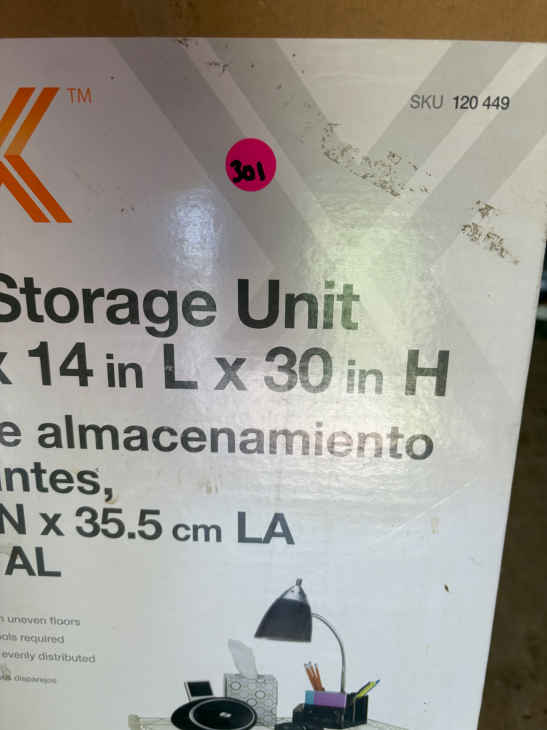 TM
SKU 120 449
301
Storage Unit
x 14 in L x 30 in H
e almacenamiento
ntes,
N x 35.5 cm LA
AL
n uneven floors
ols required
evenly distributed
disparejos